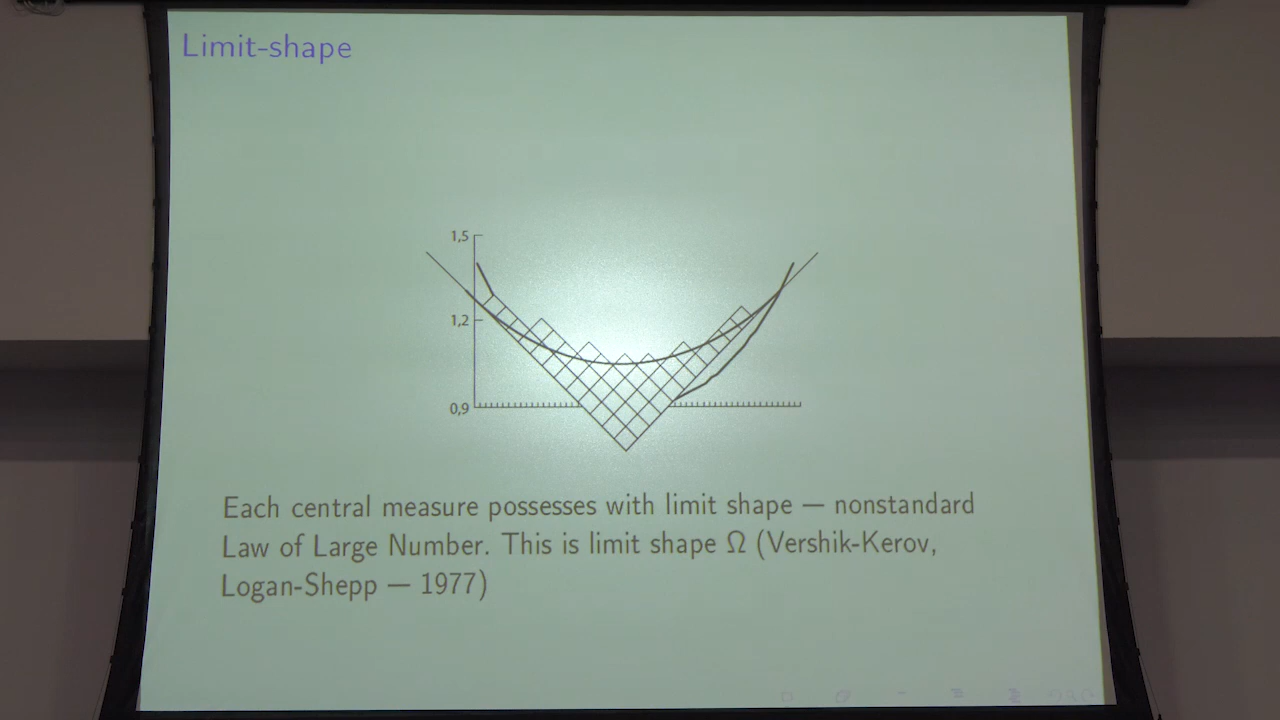 Limit-shape
1,5
1,2
0,9
Each central measure possesses with limit shape — nonstandard
Law of Large Number. This is limit shape Ω (Vershik-Kerov,
Logan-Shepp — 1977)